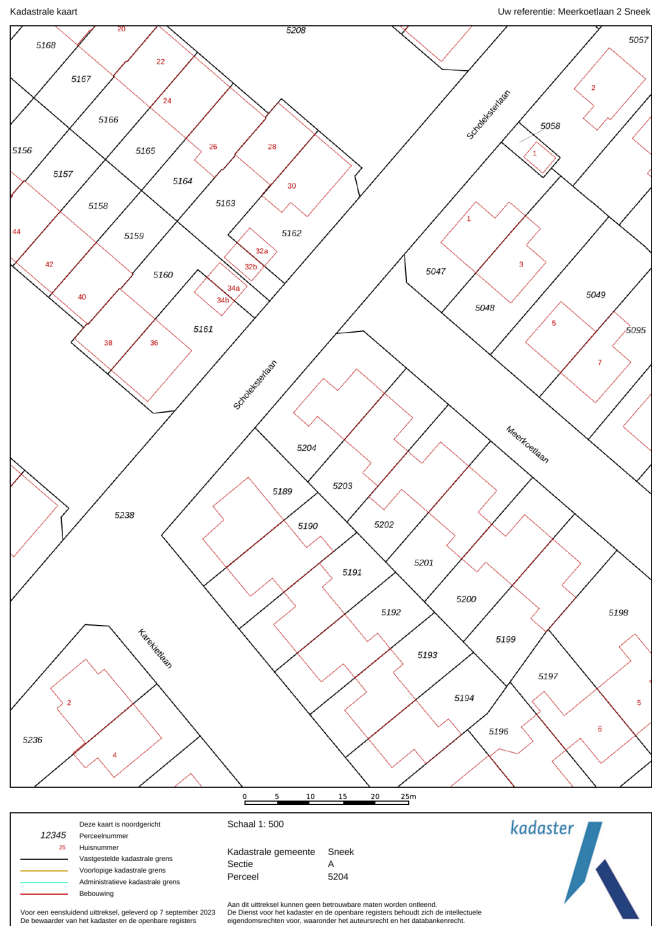 Kadastrale kaart
Uw referentie: Meerkoetlaan 2 Sneek
20
5208
5057
5168
22
5167
2
24
Scholeksterlaan
5166
5058
5156
5165
26
28
1
5157
5164
30
5158
5163
44
5159
5162
1
42
5160
32a
32b
3
5047
40
34a
34b
5049
5048
38
36
5161
5
5095
7
Scholeksterlaan
Meerkoetlaan
5204
5203
5189
5202
5238
5190
5201
5191
5200
5192
5198
5199
Karekietlaan
5193
5197
5194
2
5
5236
5196
6
4
0 5 10 15 20 25m
Deze kaart is noordgericht
12345 Perceelnummer
25 Huisnummer
Vastgestelde kadastrale grens
Voorlopige kadastrale grens
Administratieve kadastrale grens
Bebouwing
Voor een eensluidend uittreksel, geleverd op 7 september 2023
De bewaarder van het kadaster en de openbare registers
Schaal 1: 500
Kadastrale gemeente Sneek
Sectie A
Perceel 5204
Aan dit uittreksel kunnen geen betrouwbare maten worden ontleend.
De Dienst voor het kadaster en de openbare registers behoudt zich de intellectuele
eigendomsrechten voor, waaronder het auteursrecht en het databankenrecht.
kadaster